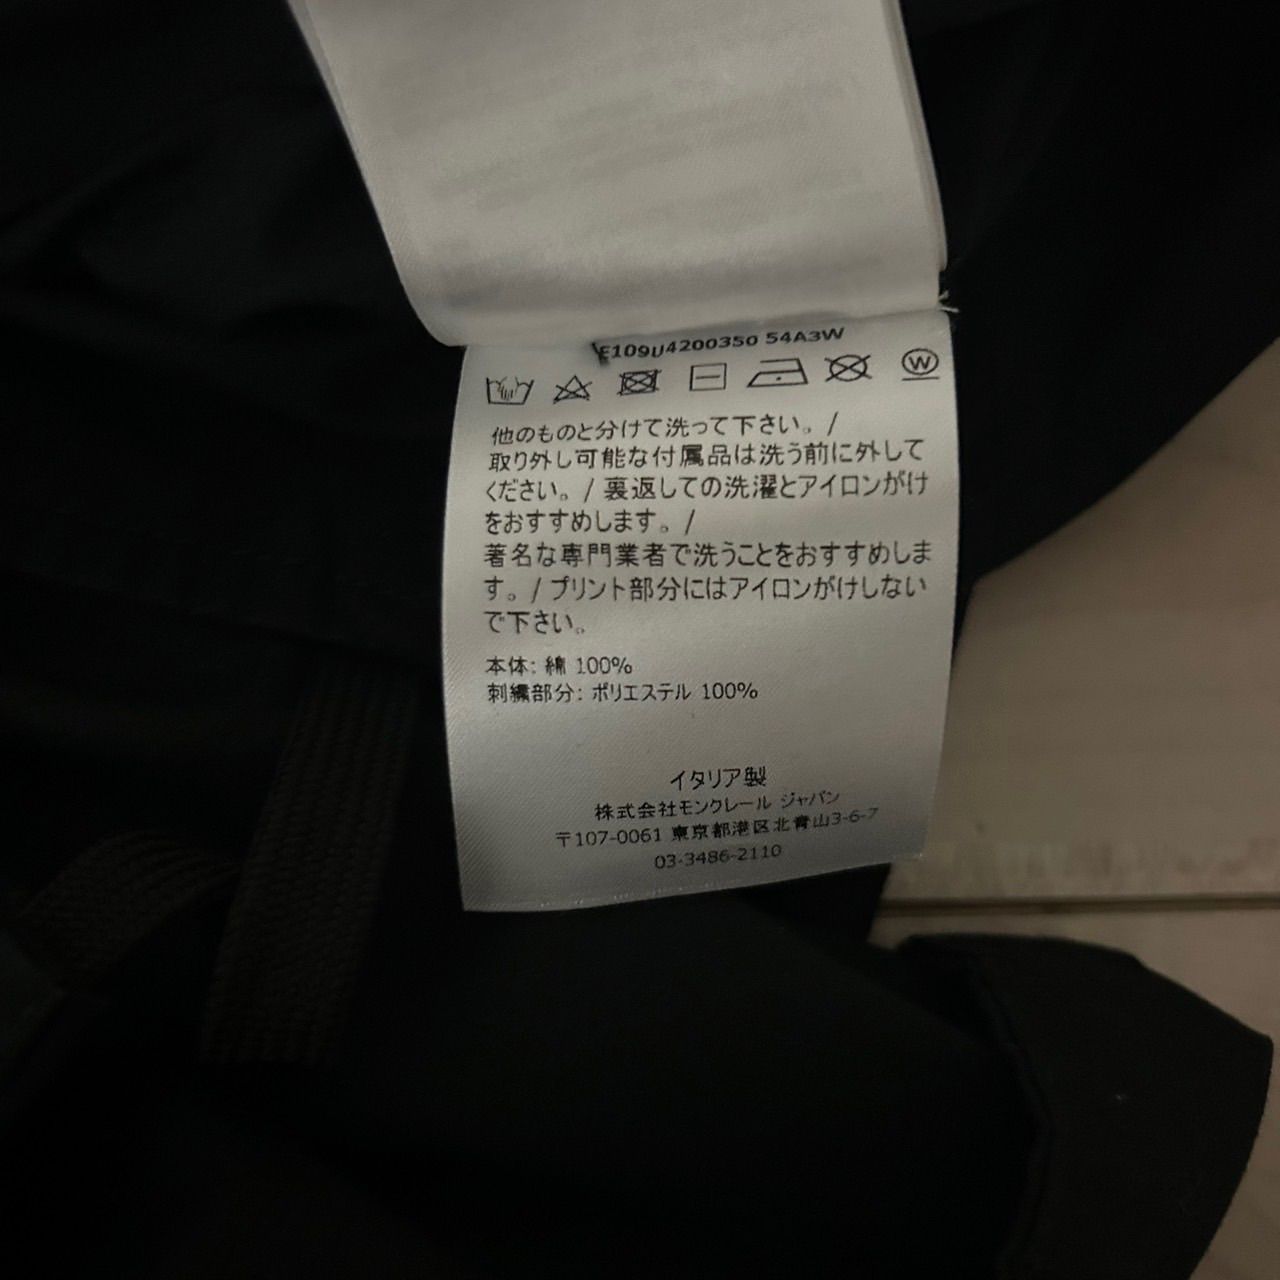 E109U4200350 54A3W
W
他のものと分けて洗って下さい。/
取り外し可能な付属品は洗う前に外して
ください。/ 裏返しての洗濯とアイロンがけ
をおすすめします。/
著名な専門業者で洗うことをおすすめしま
す。/ プリント部分にはアイロンがけしない
で下さい。
本体: 綿 100%
刺繍部分: ポリエステル 100%
イタリア製
株式会社モンクレール ジャパン
〒107-0061 東京都港区北青山3-6-7
03-3486-2110